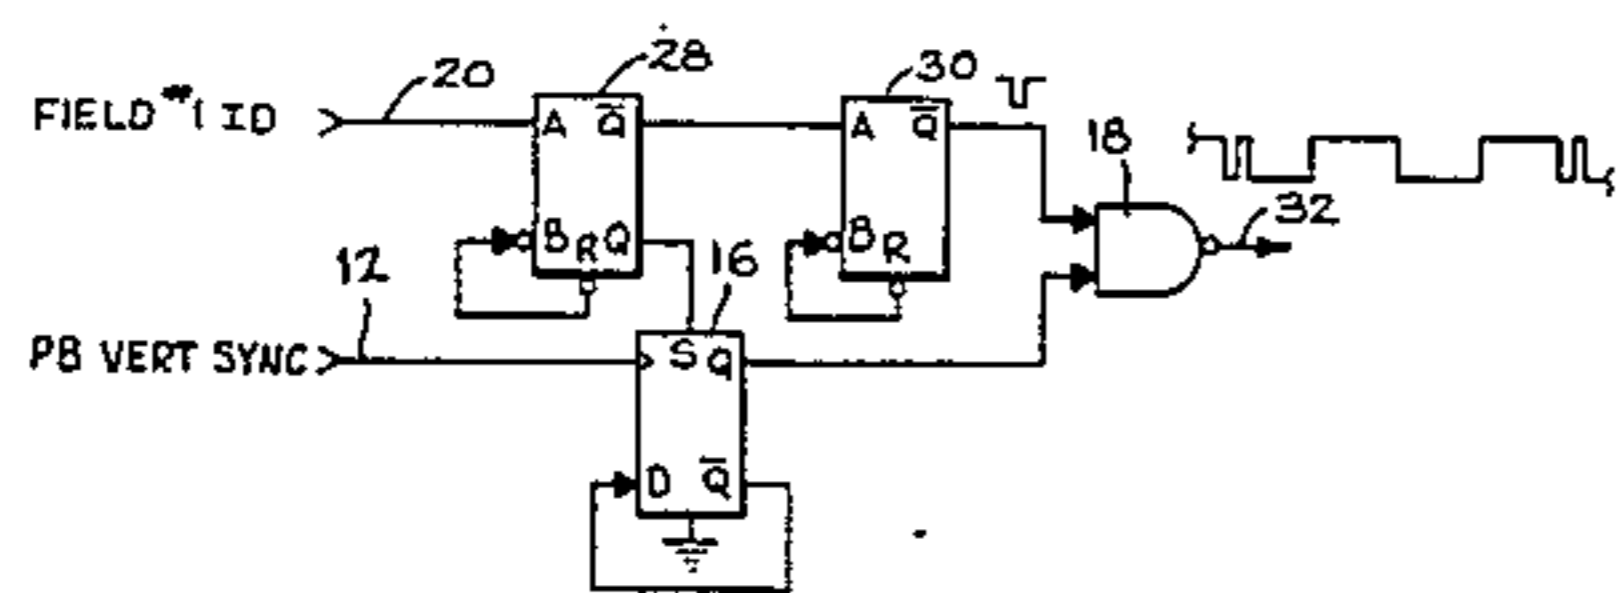 28
30
20
FIELD #1 ID
A Q̅
A Q̅
18
32
B R Q
B R
12
16
PB VERT SYNC
S Q
D Q̅